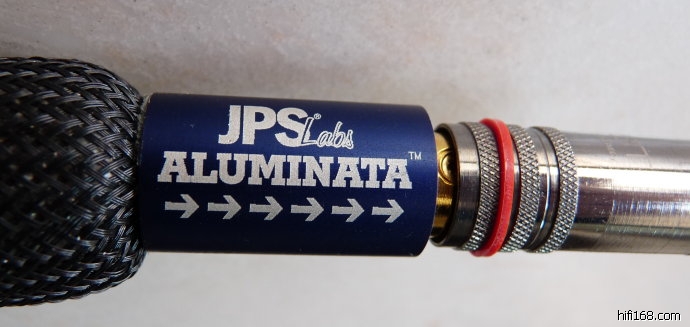 JPS Labs®
ALUMINATA™
→→→→→→
hifi168.com